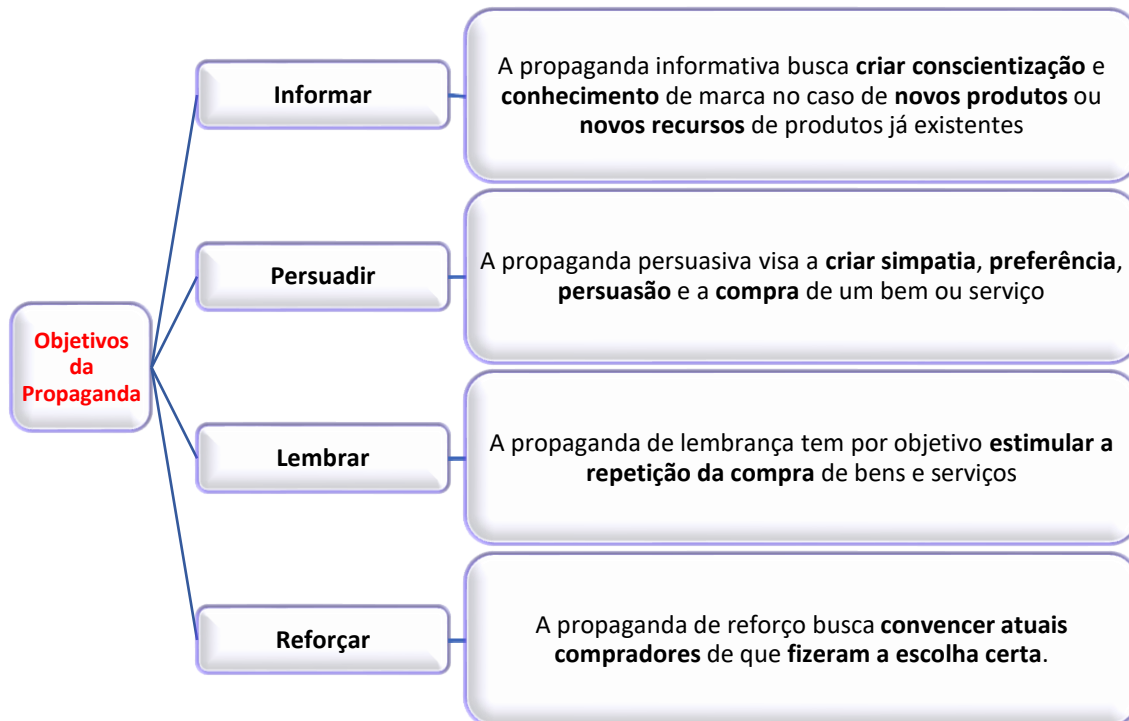 Objetivos
da
Propaganda
Informar
A propaganda informativa busca criar conscientização e
conhecimento de marca no caso de novos produtos ou
novos recursos de produtos já existentes
Persuadir
A propaganda persuasiva visa a criar simpatia, preferência,
persuasão e a compra de um bem ou serviço
Lembrar
A propaganda de lembrança tem por objetivo estimular a
repetição da compra de bens e serviços
Reforçar
A propaganda de reforço busca convencer atuais
compradores de que fizeram a escolha certa.